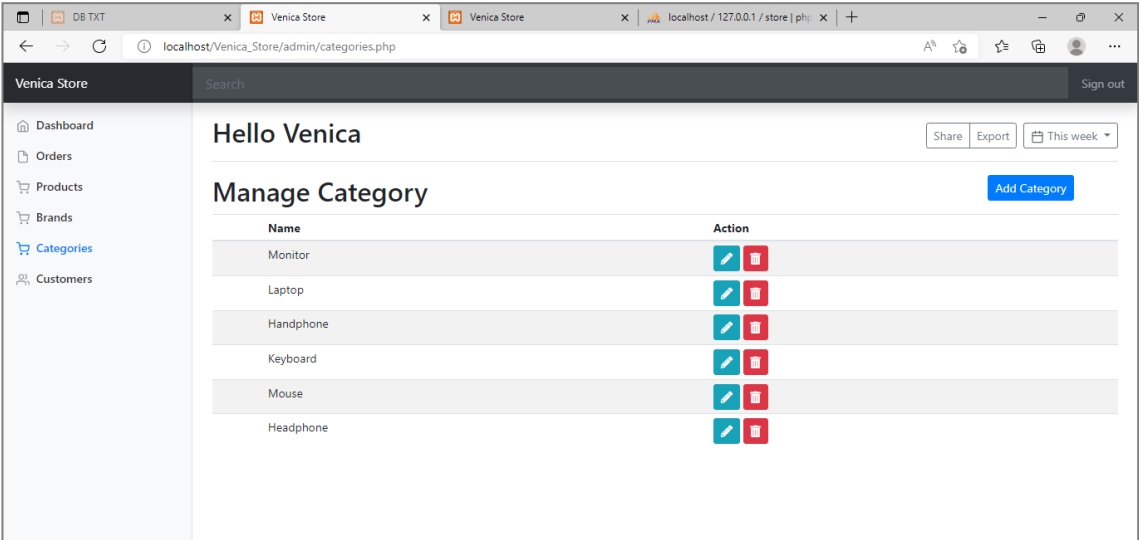 DB TXT
Venica Store
Venica Store
localhost / 127.0.0.1 / store | php
localhost/Venica_Store/admin/categories.php
Venica Store
Search
Sign out
Dashboard
Orders
Products
Brands
Categories
Customers
Hello Venica
Share
Export
This week
Manage Category
Add Category
Name Action
Monitor
Laptop
Handphone
Keyboard
Mouse
Headphone